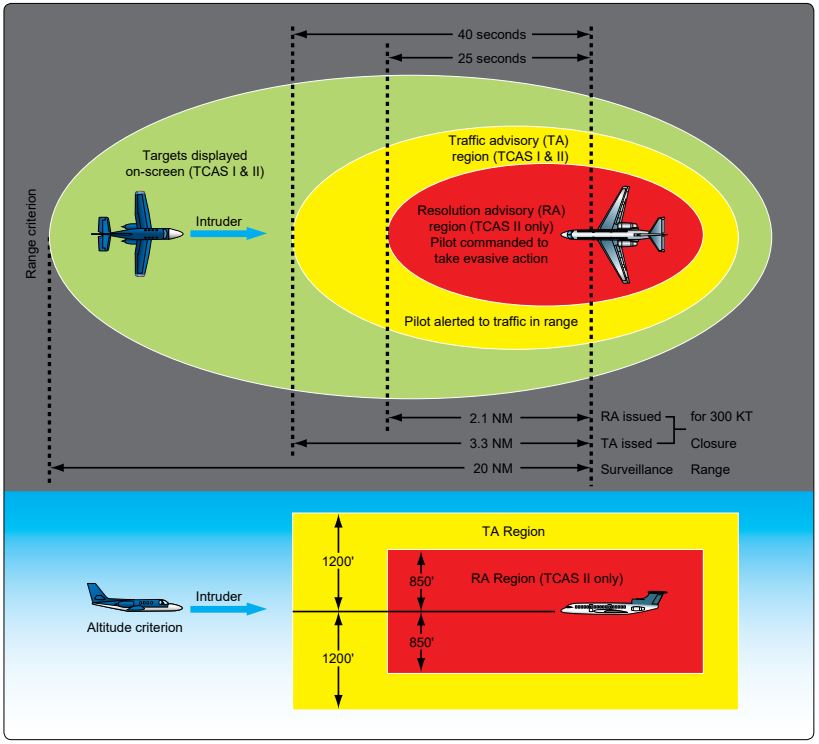 40 seconds
25 seconds
Traffic advisory (TA)
region (TCAS I & II)
Targets displayed
on-screen (TCAS I & II)
Range criterion
Intruder
Resolution advisory (RA)
region (TCAS II only)
Pilot commanded to
take evasive action
Pilot alerted to traffic in range
2.1 NM RA issued for 300 KT
3.3 NM TA issed Closure
20 NM Surveillance Range
TA Region
1200'
850'
RA Region (TCAS II only)
Intruder
Altitude criterion
850'
1200'